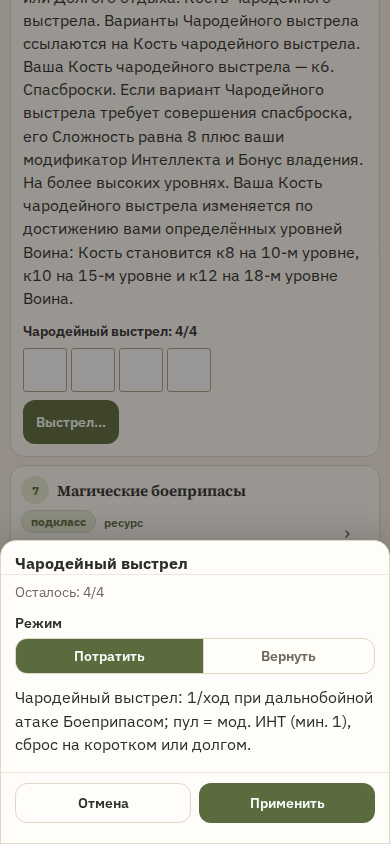 или Долгого отдыха. Кость Чародейного
выстрела. Варианты Чародейного выстрела
ссылаются на Кость чародейного выстрела.
Ваша Кость чародейного выстрела — к6.
Спасброски. Если вариант Чародейного
выстрела требует совершения спасброска,
его Сложность равна 8 плюс ваши
модификатор Интеллекта и Бонус владения.
На более высоких уровнях. Ваша Кость
чародейного выстрела изменяется по
достижению вами определённых уровней
Воина: Кость становится к8 на 10-м уровне,
к10 на 15-м уровне и к12 на 18-м уровне
Воина.
Чародейный выстрел: 4/4
Выстрел...
7 Магические боеприпасы
подкласс ресурс
Чародейный выстрел
Осталось: 4/4
Режим
Потратить Вернуть
Чародейный выстрел: 1/ход при дальнобойной
атаке Боеприпасом; пул = мод. ИНТ (мин. 1),
сброс на коротком или долгом.
Отмена Применить